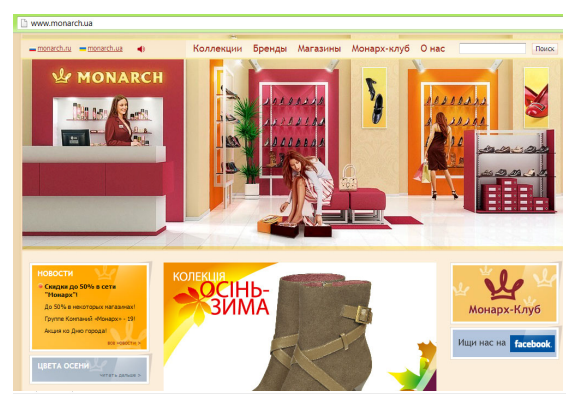 www.monarch.ua
monarch.ru monarch.ua Коллекции Бренды Магазины Монарх-клуб О нас Поиск
MONARCH
НОВОСТИ
Скидки до 50% в сети
"Монарх"!
До 50% в некоторых магазинах!
Группе Компаний «Монарх» - 19!
Акция ко Дню города!
все новости >
ЦВЕТА ОСЕНИ
читать дальше >
КОЛЕКЦІЯ
ОСІНЬ-
ЗИМА
Монарх-Клуб
Ищи нас на facebook